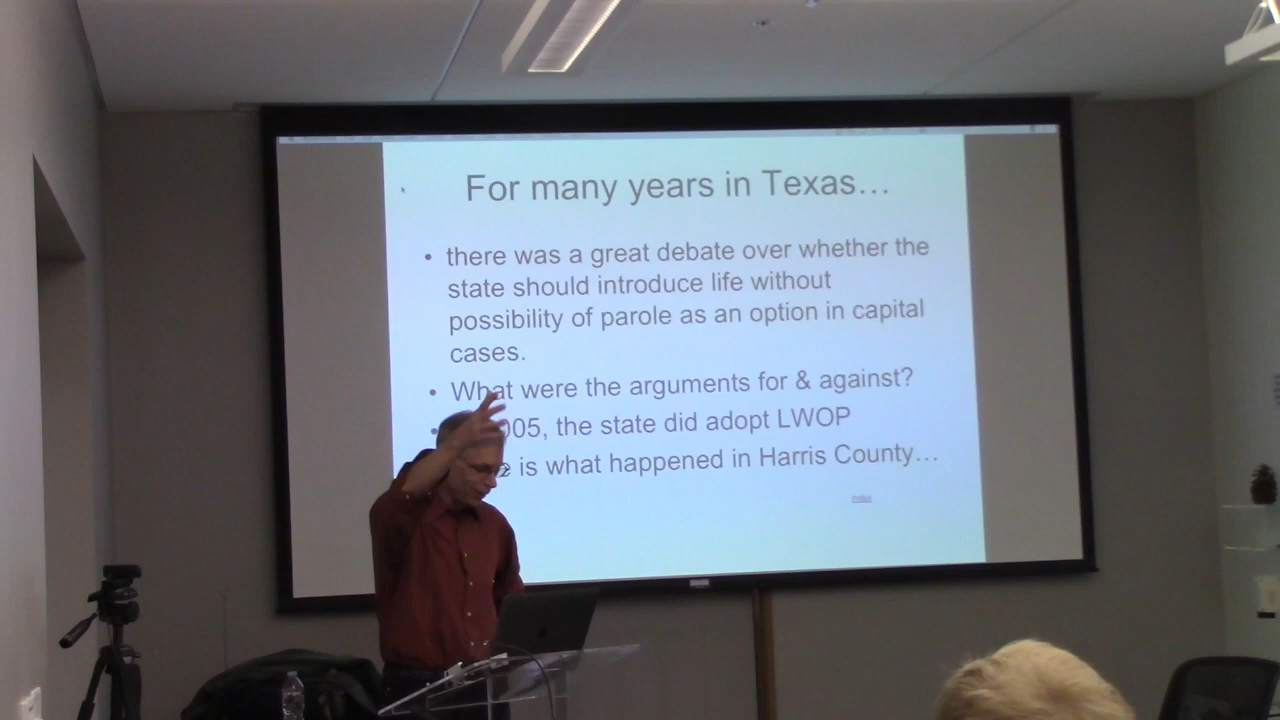 For many years in Texas…
• there was a great debate over whether the
state should introduce life without
possibility of parole as an option in capital
cases.
• What were the arguments for & against?
• 005, the state did adopt LWOP
is what happened in Harris County…
index